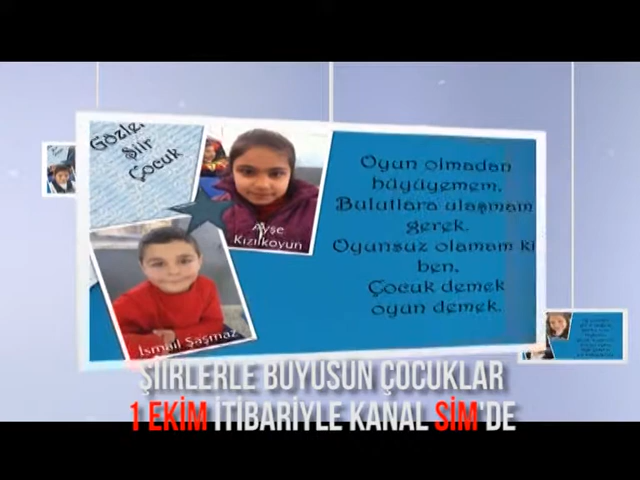 Gözler
Şiir
Çocuk
Ayşe
Kızılkoyun
İsmail Şaşmaz
Oyun olmadan
büyüyemem.
Bulutlara ulaşmam
gerek.
Oyunsuz olamam ki
ben.
Çocuk demek
oyun demek.
ŞİİRLERLE BÜYÜSÜN ÇOCUKLAR
1 EKİM İTİBARİYLE KANAL SİM'DE